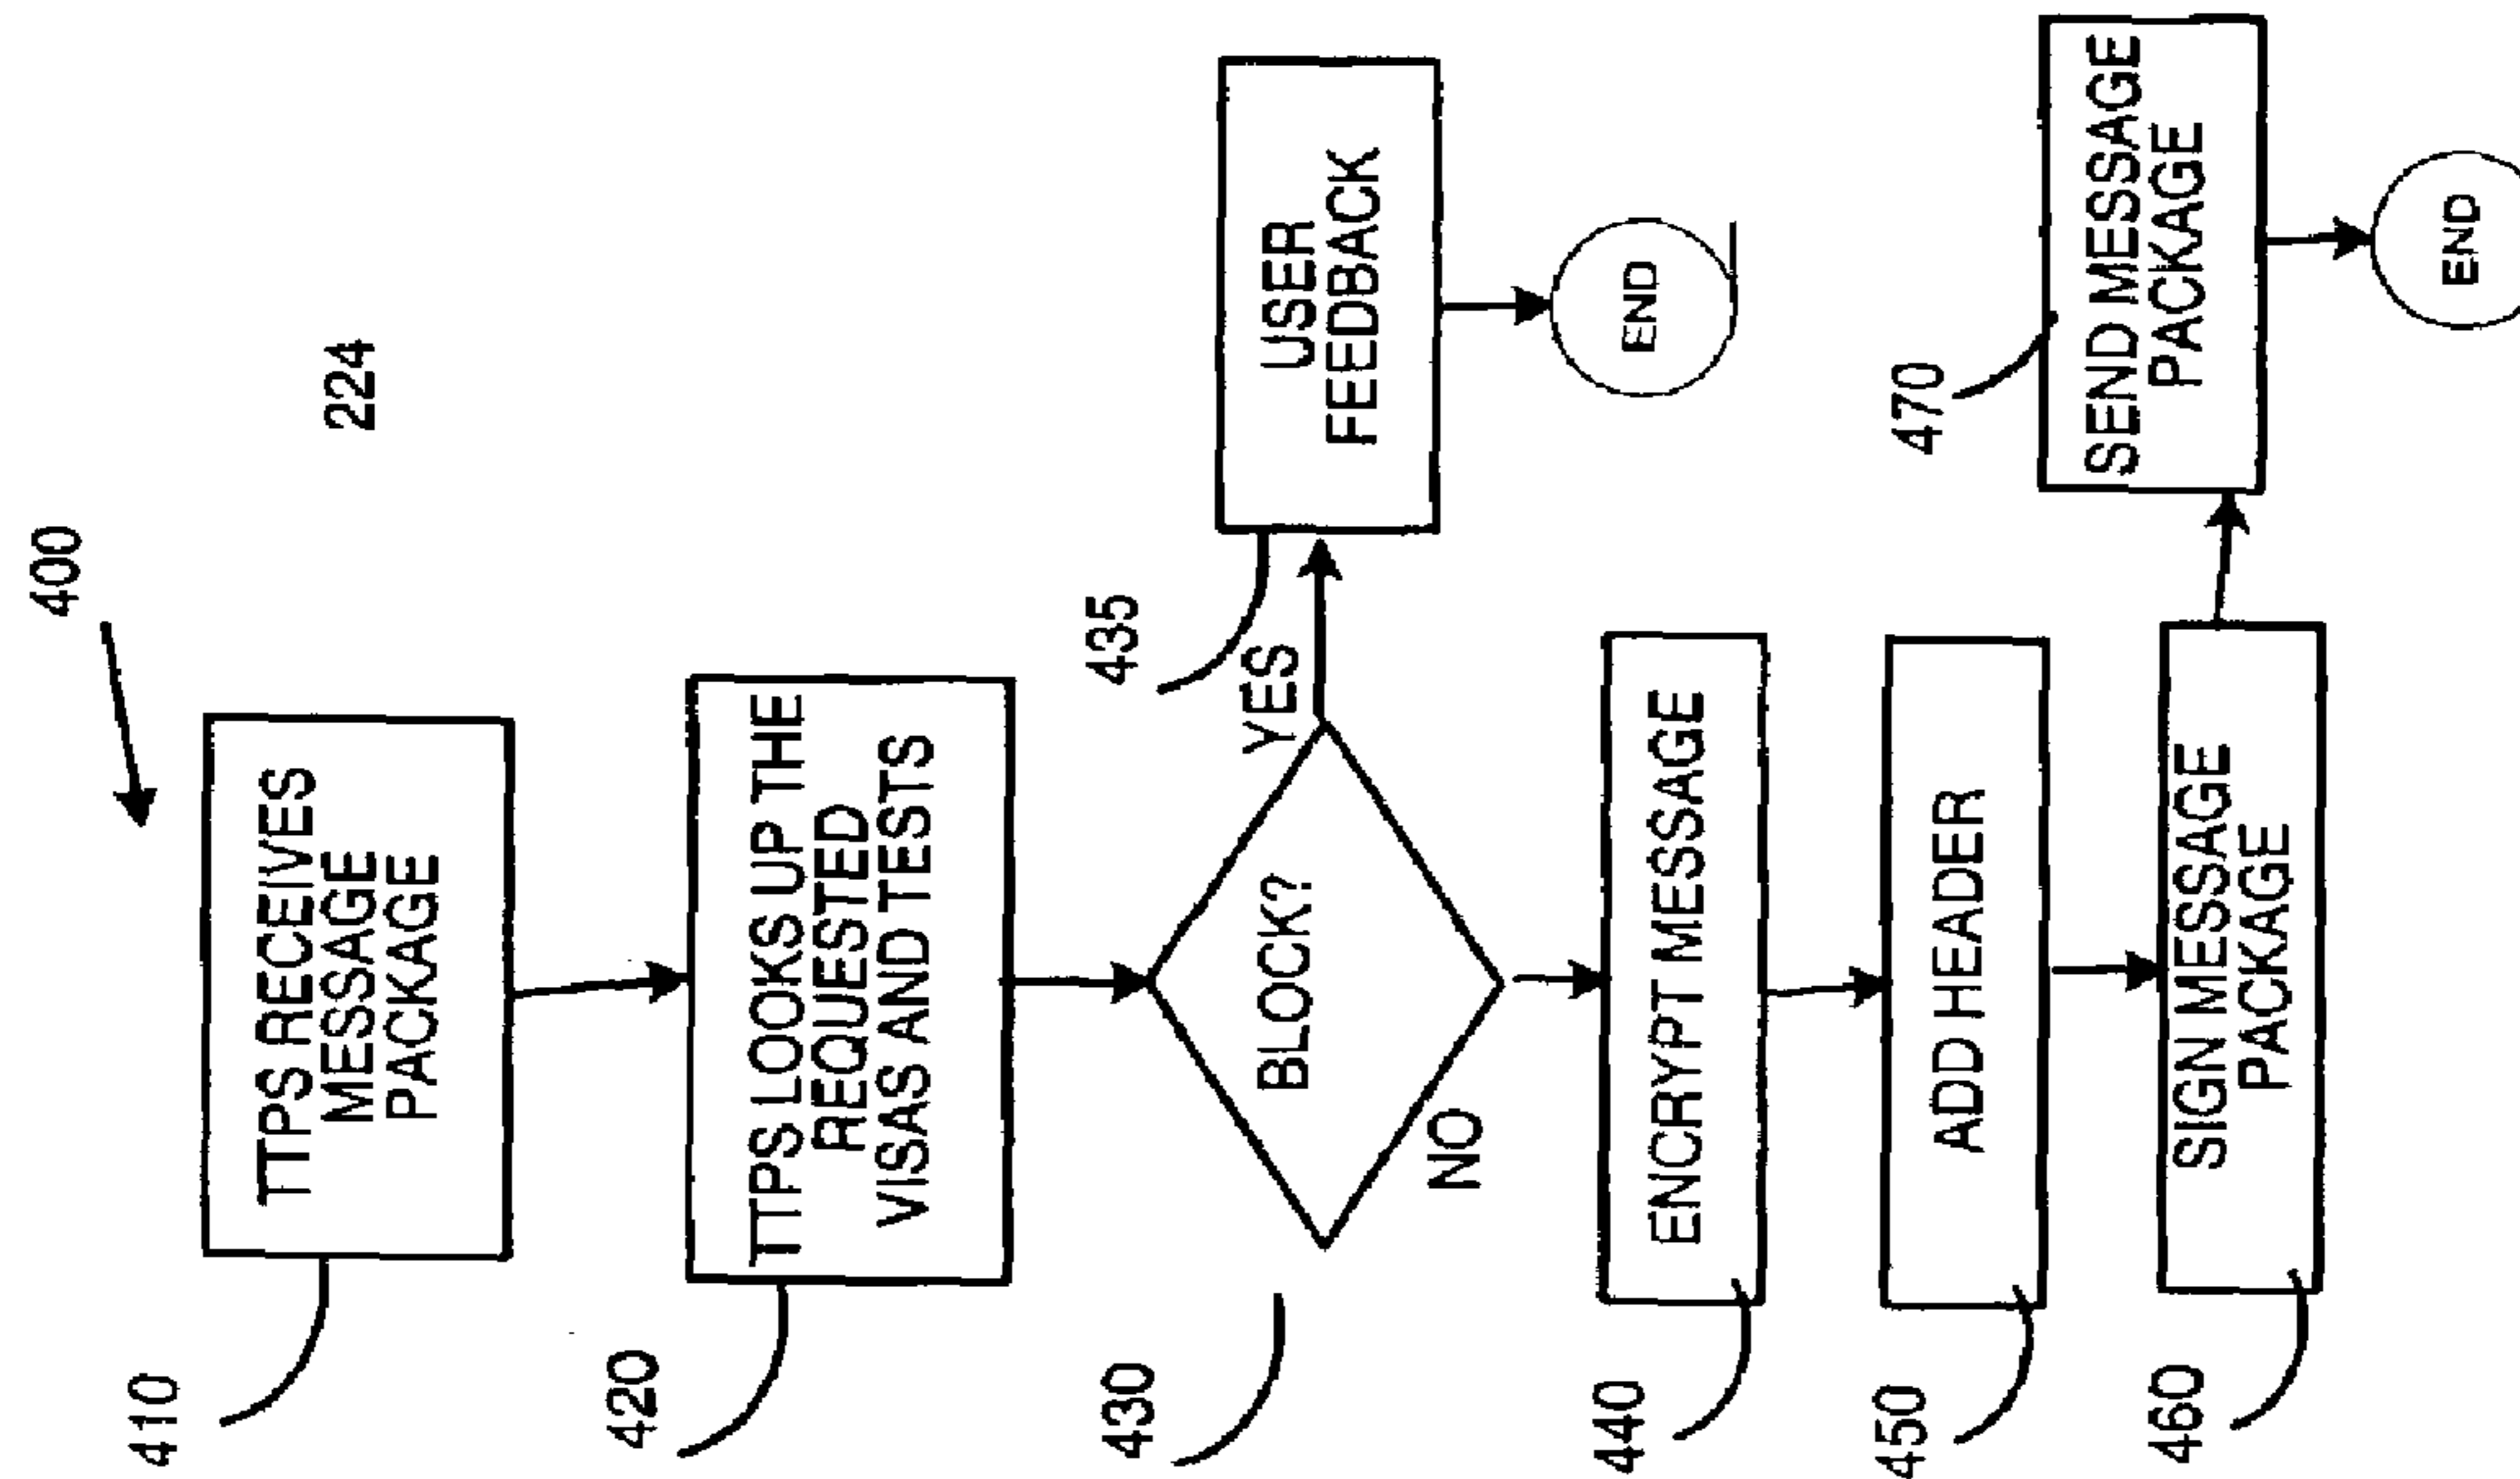 400
224
410
TTPS RECEIVES
MESSAGE
PACKAGE
420
TTPS LOOKS UP THE
REQUESTED
VISAS AND TESTS
430
BLOCK?
YES
NO
435
USER
FEEDBACK
END
440
ENCRYPT MESSAGE
450
ADD HEADER
460
SIGN MESSAGE
PACKAGE
470
SEND MESSAGE
PACKAGE
END